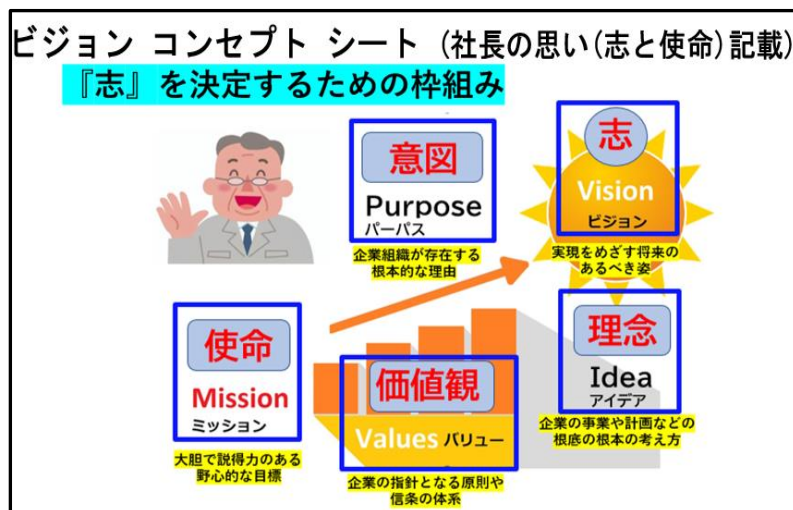 ビジョン コンセプト シート (社長の思い(志と使命)記載)
『志』を決定するための枠組み
意図
Purpose
パーパス
企業組織が存在する
根本的な理由
志
Vision
ビジョン
実現をめざす将来の
あるべき姿
使命
Mission
ミッション
大胆で説得力のある
野心的な目標
価値観
Values バリュー
企業の指針となる原則や
信条の体系
理念
Idea
アイデア
企業の事業や計画などの
根底の根本の考え方